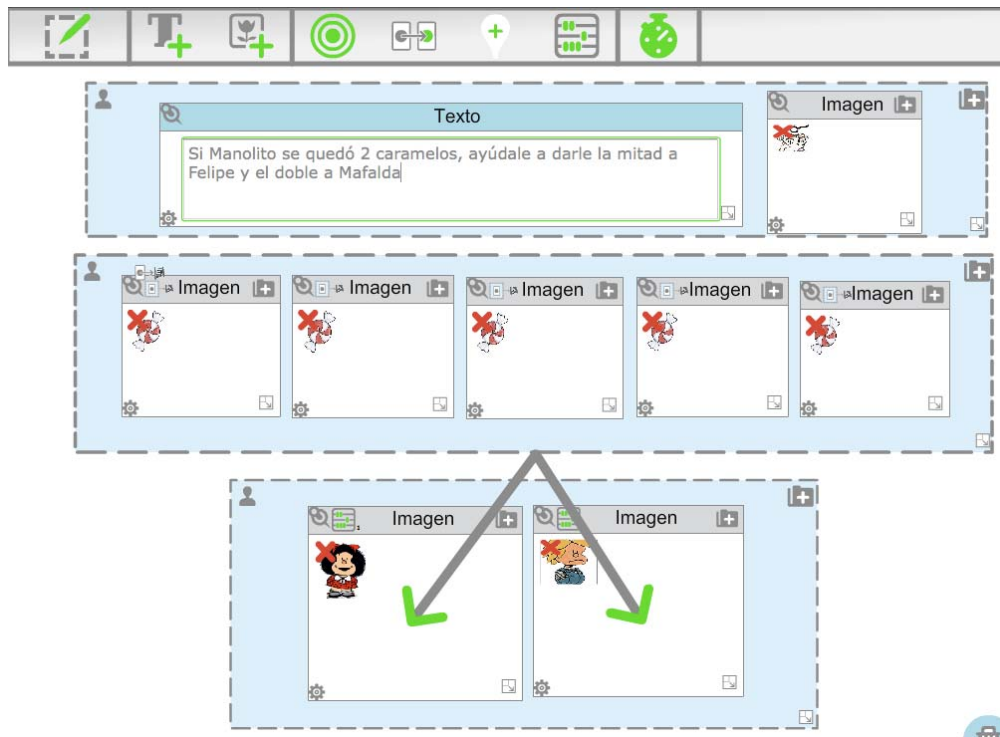 Texto
Imagen
Si Manolito se quedó 2 caramelos, ayúdale a darle la mitad a
Felipe y el doble a Mafalda
Imagen
Imagen
Imagen
Imagen
Imagen
Imagen
Imagen